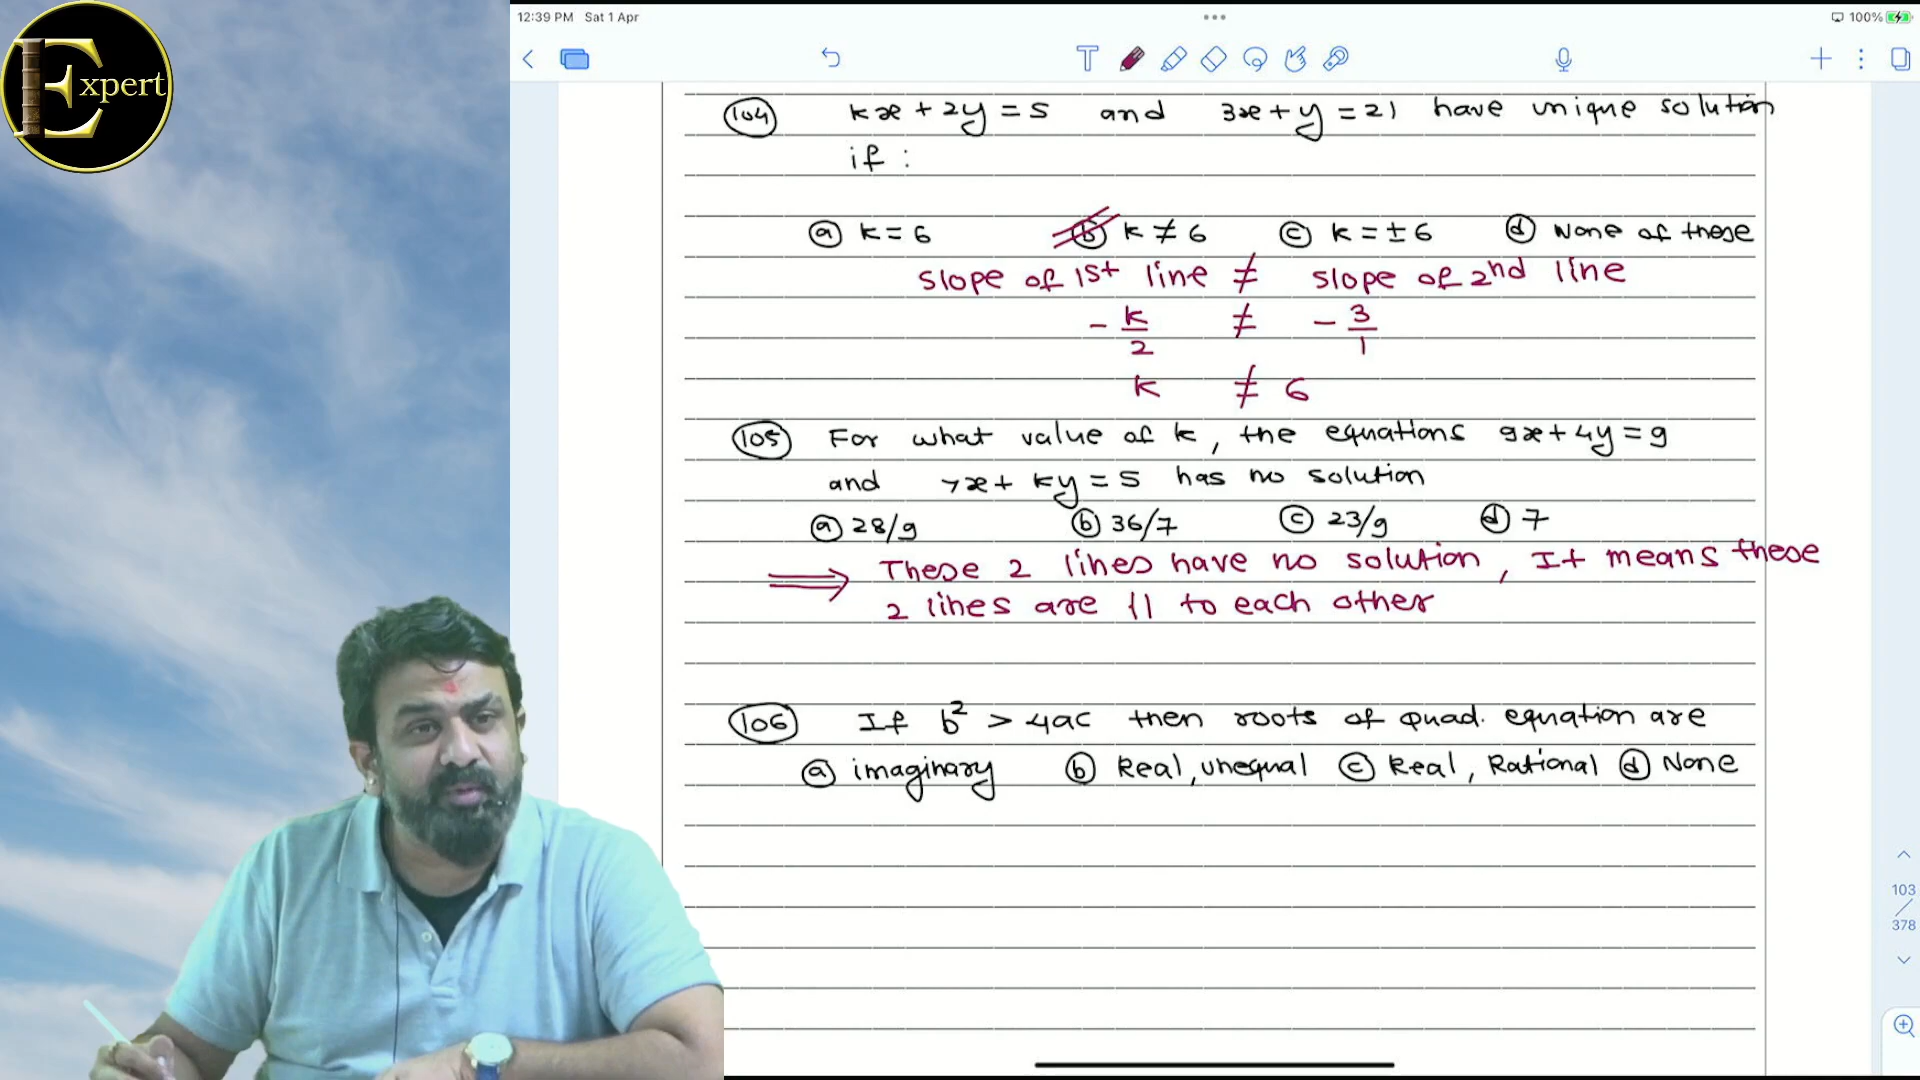 Expert
12:39 PM Sat 1 Apr
100%
104 kx + 2y = 5 and 3x + y = 21 have unique solution
if :
a k = 6 b k ≠ 6 c k = ± 6 d None of these
Slope of 1st line ≠ slope of 2nd line
- k/2 ≠ - 3/1
k ≠ 6
105 For what value of k, the equations 9x + 4y = 9
and 7x + ky = 5 has no solution
a 28/9 b 36/7 c 23/9 d 7
⟹ These 2 lines have no solution, It means these
2 lines are || to each other
106 If b² > 4ac then roots of quad. equation are
a imaginary b Real, unequal c Real, Rational d None
103
/
378